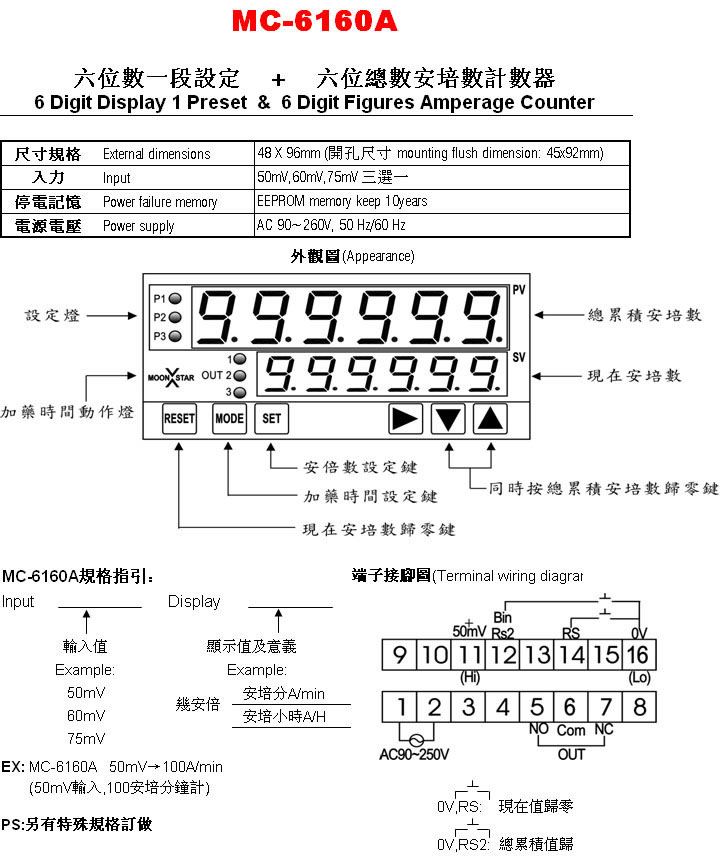 MC-6160A
六位數一段設定 + 六位總數安培數計數器
6 Digit Display 1 Preset & 6 Digit Figures Amperage Counter
尺寸規格 External dimensions 48 X 96mm (開孔尺寸 mounting flush dimension: 45x92mm)
入力 Input 50mV,60mV,75mV 三選一
停電記憶 Power failure memory EEPROM memory keep 10years
電源電壓 Power supply AC 90~260V, 50 Hz/60 Hz
外觀圖(Appearance)
設定燈
P1
P2
P3
9.9.9.9.9.9.
PV
總累積安培數
加藥時間動作燈
MOON STAR
OUT
1
2
3
9.9.9.9.9.9.
SV
現在安培數
RESET MODE SET
安倍數設定鍵
加藥時間設定鍵
現在安培數歸零鍵
同時按總累積安培數歸零鍵
MC-6160A規格指引：
Input Display
輸入值 顯示值及意義
Example: Example:
50mV
60mV
75mV
幾安倍
安培分A/min
安培小時A/H
EX: MC-6160A 50mV→100A/min
(50mV輸入,100安培分鐘計)
PS:另有特殊規格訂做
端子接腳圖(Terminal wiring diagrar
Bin
+
50mV Rs2 RS 0V
9 10 11 12 13 14 15 16
(Hi) (Lo)
1 2 3 4 5 6 7 8
NO Com NC
AC90~250V OUT
0V,RS: 現在值歸零
0V,RS2: 總累積值歸